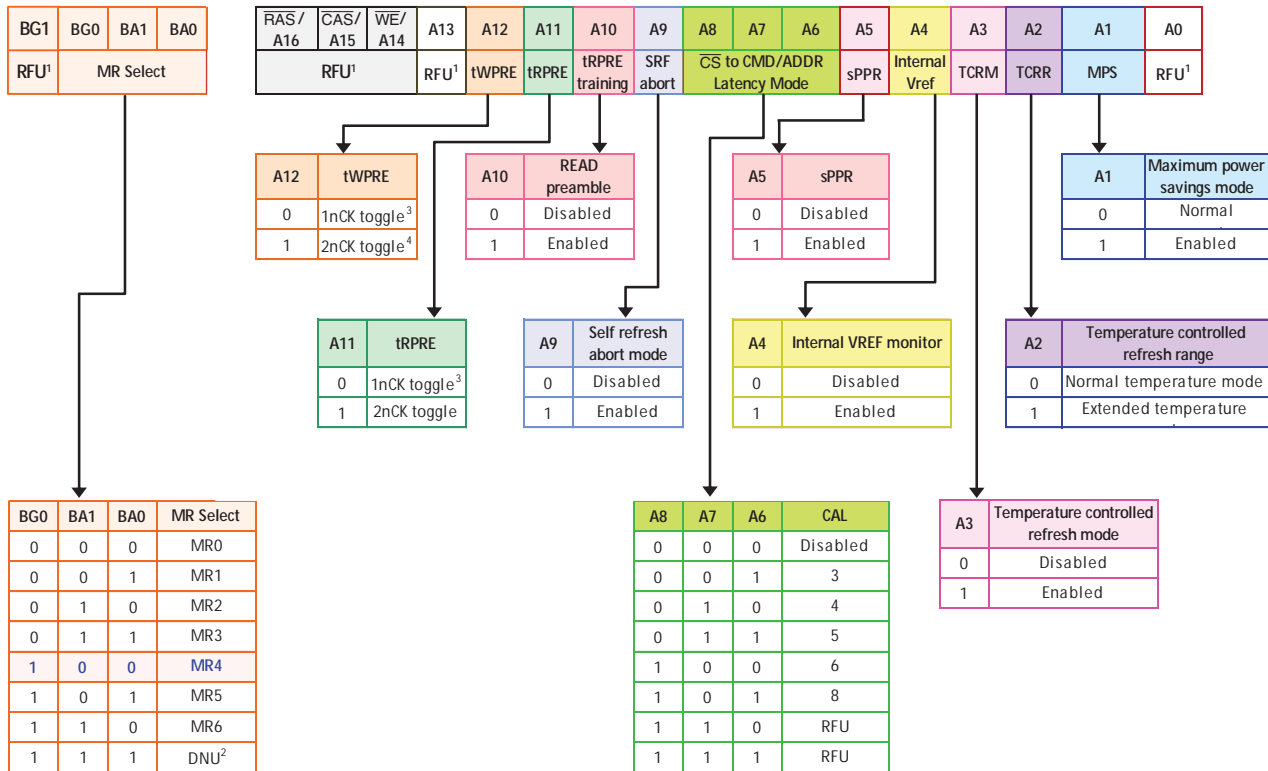 BG1 BG0 BA1 BA0
RFU¹ MR Select
RAS/ A16 CAS/ A15 WE/ A14 A13 A12 A11 A10 A9 A8 A7 A6 A5 A4 A3 A2 A1 A0
RFU¹ RFU¹ tWPRE tRPRE tRPRE training SRF abort CS to CMD/ADDR Latency Mode sPPR Internal Vref TCRM TCRR MPS RFU¹
A12 tWPRE
0 1nCK toggle³
1 2nCK toggle⁴
A10 READ preamble
0 Disabled
1 Enabled
A5 sPPR
0 Disabled
1 Enabled
A1 Maximum power savings mode
0 Normal
1 Enabled
A11 tRPRE
0 1nCK toggle³
1 2nCK toggle
A9 Self refresh abort mode
0 Disabled
1 Enabled
A4 Internal VREF monitor
0 Disabled
1 Enabled
A2 Temperature controlled refresh range
0 Normal temperature mode
1 Extended temperature
BG0 BA1 BA0 MR Select
0 0 0 MR0
0 0 1 MR1
0 1 0 MR2
0 1 1 MR3
1 0 0 MR4
1 0 1 MR5
1 1 0 MR6
1 1 1 DNU²
A8 A7 A6 CAL
0 0 0 Disabled
0 0 1 3
0 1 0 4
0 1 1 5
1 0 0 6
1 0 1 8
1 1 0 RFU
1 1 1 RFU
A3 Temperature controlled refresh mode
0 Disabled
1 Enabled